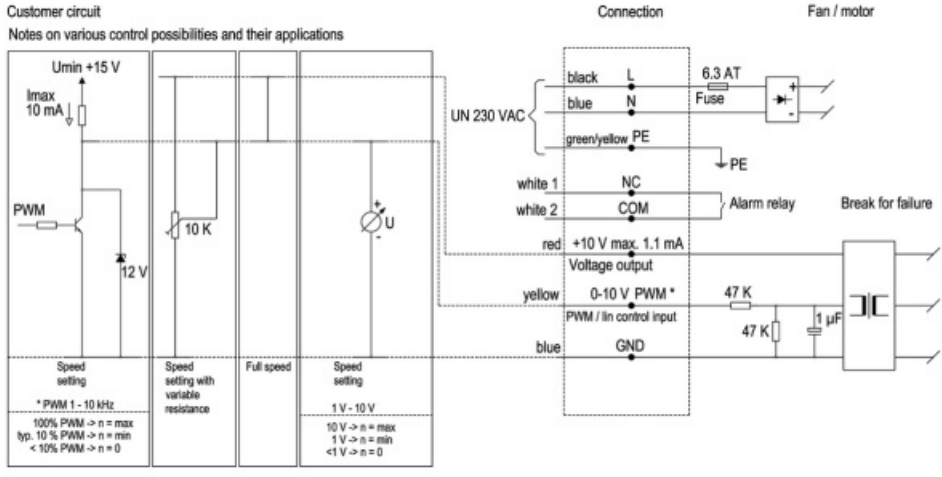 Customer circuit
Connection
Fan / motor
Notes on various control possibilities and their applications
Umin +15 V
Imax
10 mA
PWM
12 V
10 K
+
U
-
UN 230 VAC
black
L
6.3 AT
Fuse
+
-
blue
N
green/yellow PE
PE
white 1
NC
white 2
COM
Alarm relay
Break for failure
red
+10 V max. 1.1 mA
Voltage output
yellow
0-10 V PWM *
PWM / lin control input
47 K
47 K
1 µF
blue
GND
Speed
setting
* PWM 1 - 10 kHz
100% PWM -> n = max
typ. 10 % PWM -> n = min
< 10% PWM -> n = 0
Speed
setting with
variable
resistance
Full speed
Speed
setting
1 V - 10 V
10 V -> n = max
1 V -> n = min
<1 V -> n = 0